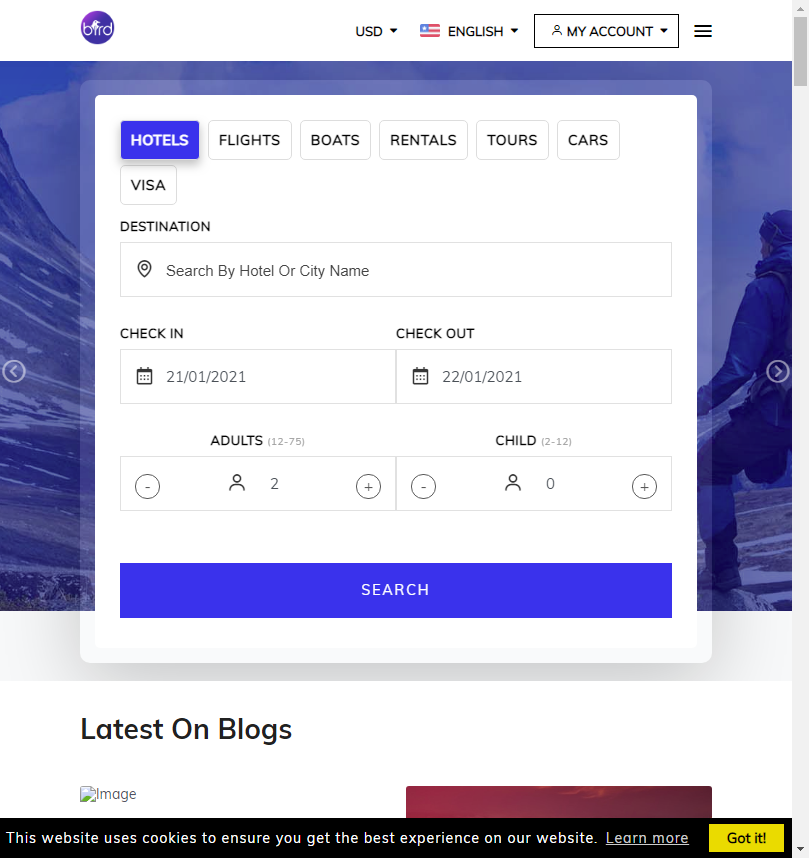 bird
USD
ENGLISH
MY ACCOUNT
HOTELS
FLIGHTS
BOATS
RENTALS
TOURS
CARS
VISA
DESTINATION
Search By Hotel Or City Name
CHECK IN
CHECK OUT
21/01/2021
22/01/2021
ADULTS (12-75)
CHILD (2-12)
- 2 +
- 0 +
SEARCH
Latest On Blogs
Image
This website uses cookies to ensure you get the best experience on our website. Learn more
Got it!